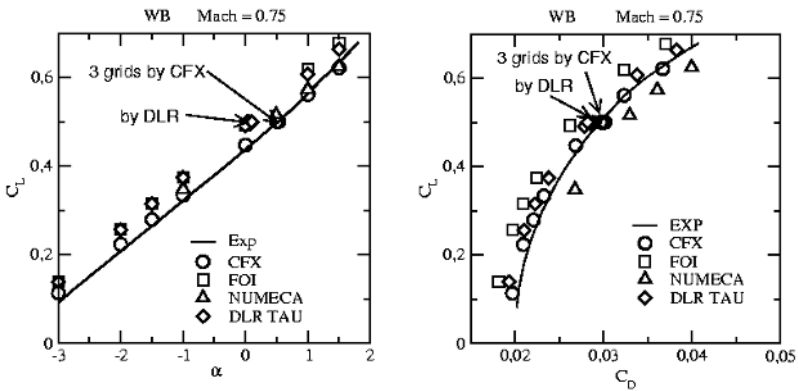 WB Mach = 0.75
0,6
0,4
0,2
0
C_L
3 grids by CFX
by DLR
Exp
CFX
FOI
NUMECA
DLR TAU
-3 -2 -1 0 1 2
α
WB Mach = 0.75
0,6
0,4
0,2
0
C_L
3 grids by CFX
by DLR
EXP
CFX
FOI
NUMECA
DLR TAU
0,02 0,03 0,04 0,05
C_D